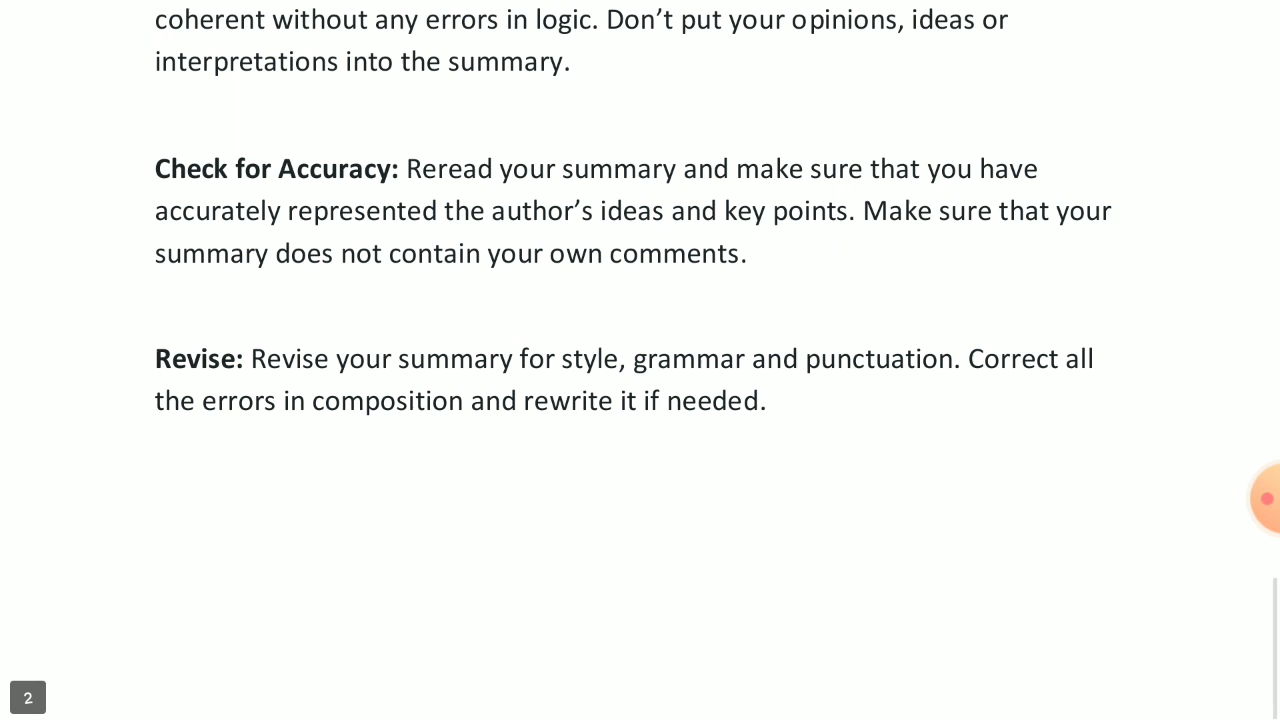 coherent without any errors in logic. Don’t put your opinions, ideas or
interpretations into the summary.
Check for Accuracy: Reread your summary and make sure that you have
accurately represented the author’s ideas and key points. Make sure that your
summary does not contain your own comments.
Revise: Revise your summary for style, grammar and punctuation. Correct all
the errors in composition and rewrite it if needed.
2